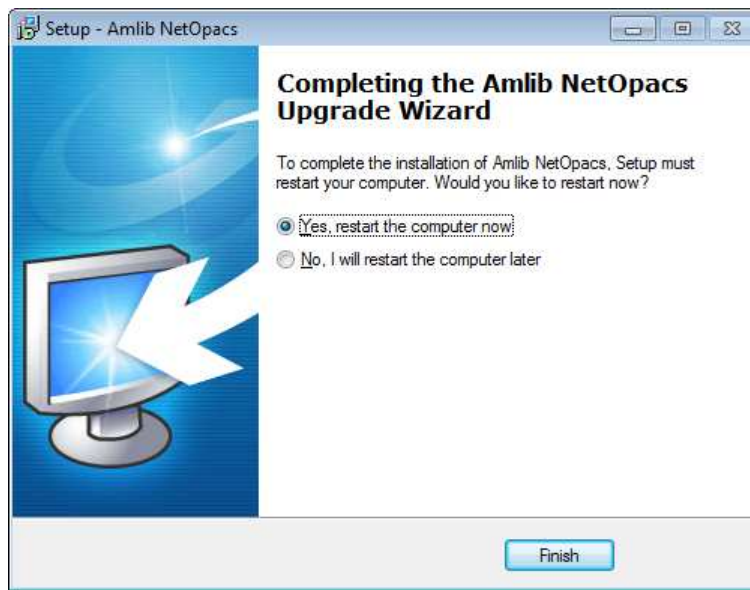 Setup - Amlib NetOpacs
Completing the Amlib NetOpacs
Upgrade Wizard
To complete the installation of Amlib NetOpacs, Setup must
restart your computer. Would you like to restart now?
Yes, restart the computer now
No, I will restart the computer later
Finish